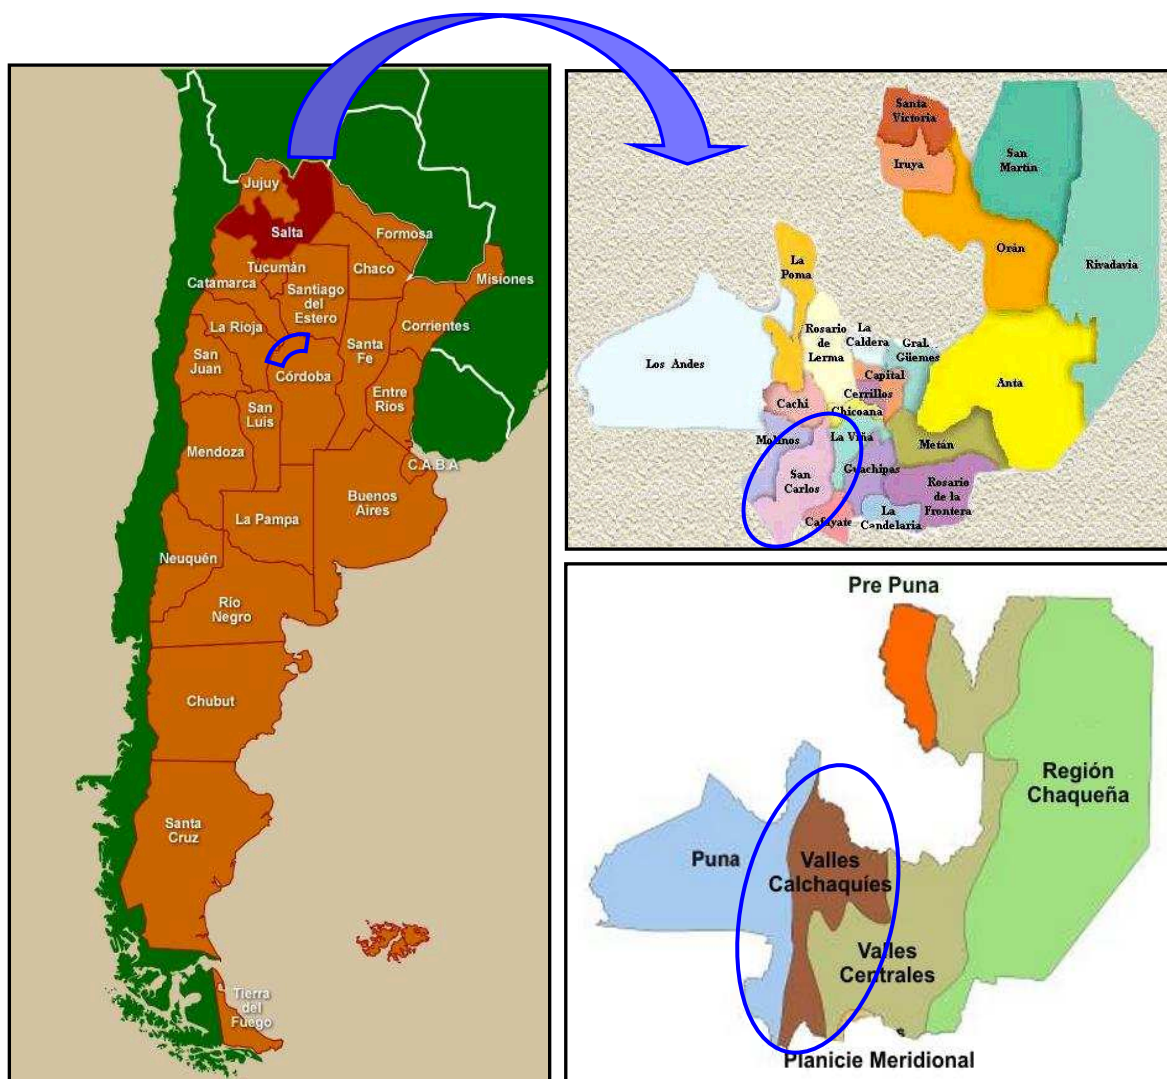 Jujuy
Salta
Formosa
Tucumán
Chaco
Misiones
Catamarca
Santiago
del
Estero
Corrientes
La Rioja
Santa
Fe
San
Juan
Córdoba
Entre
Ríos
San
Luis
Mendoza
C.A.B.A
Buenos
Aires
La Pampa
Neuquén
Río
Negro
Chubut
Santa
Cruz
Tierra
del
Fuego
Santa
Victoria
Iruya
San
Martín
Orán
Rivadavia
La
Poma
Rosario
de
Lerma
La
Caldera
Gral.
Güemes
Los Andes
Capital
Anta
Cerrillos
Cachi
Chicoana
Molinos
La Viña
Metán
San
Carlos
Guachipas
Rosario
de la
Frontera
La
Candelaria
Cafayate
Pre Puna
Región
Chaqueña
Puna
Valles
Calchaquíes
Valles
Centrales
Planicie Meridional